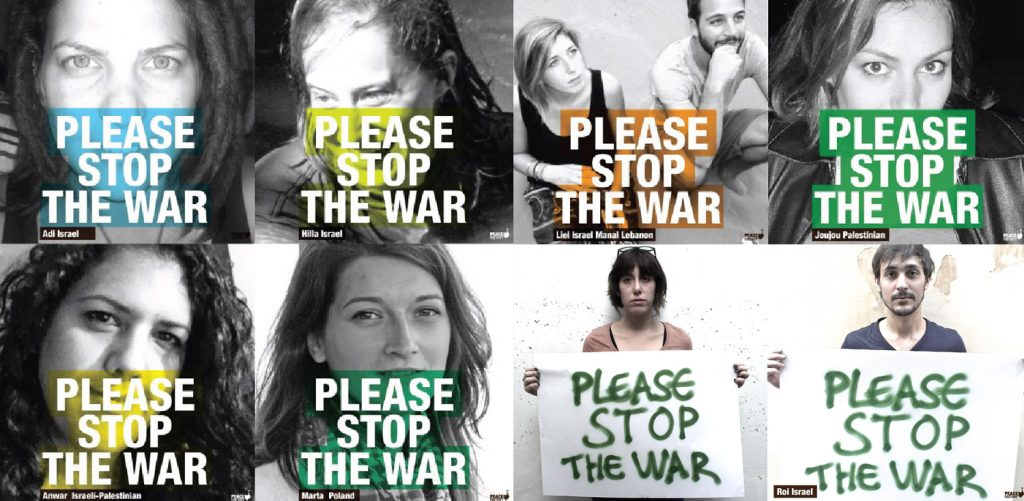 PLEASE
STOP
THE WAR
Adi Israel
PLEASE
STOP
THE WAR
Hilla Israel
PLEASE
STOP
THE WAR
Liel Israel Manal Lebanon
PLEASE
STOP
THE WAR
Joujou Palestinian
PLEASE
STOP
THE WAR
Anwar Israeli-Palestinian
PLEASE
STOP
THE WAR
Marta Poland
PLEASE
STOP
THE WAR
PLEASE
STOP
THE WAR
Roi Israel